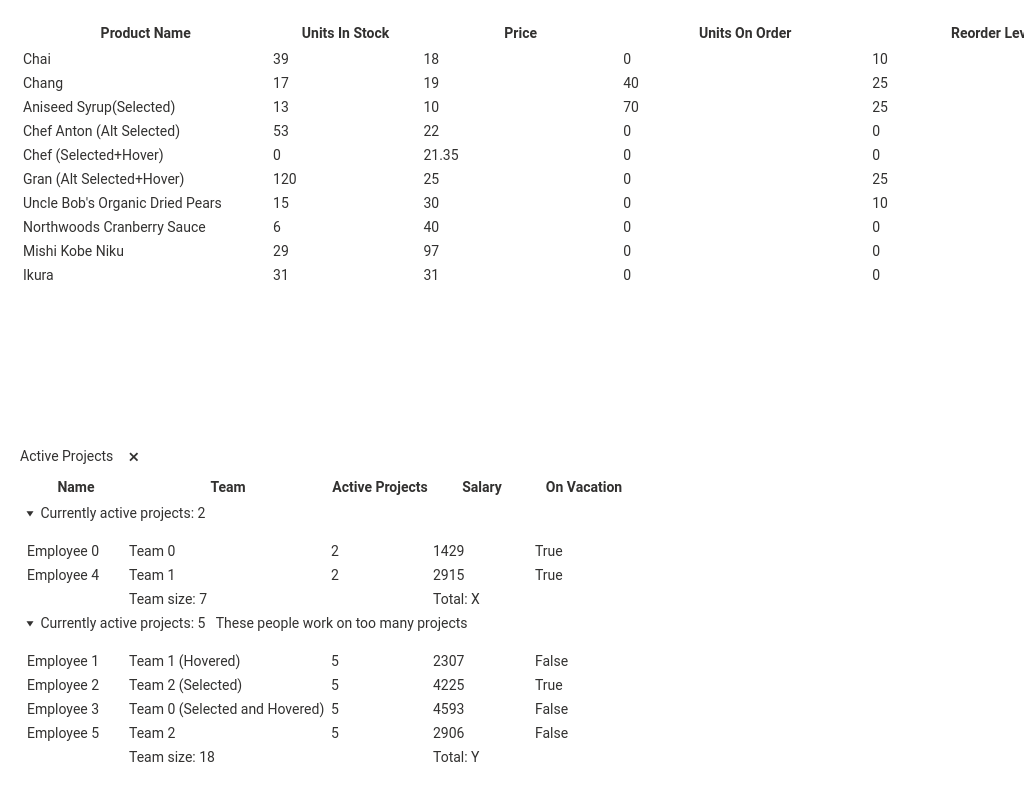 Product Name Units In Stock Price Units On Order Reorder Lev
Chai 39 18 0 10
Chang 17 19 40 25
Aniseed Syrup(Selected) 13 10 70 25
Chef Anton (Alt Selected) 53 22 0 0
Chef (Selected+Hover) 0 21.35 0 0
Gran (Alt Selected+Hover) 120 25 0 25
Uncle Bob's Organic Dried Pears 15 30 0 10
Northwoods Cranberry Sauce 6 40 0 0
Mishi Kobe Niku 29 97 0 0
Ikura 31 31 0 0
Active Projects ×
Name Team Active Projects Salary On Vacation
Currently active projects: 2
Employee 0 Team 0 2 1429 True
Employee 4 Team 1 2 2915 True
Team size: 7 Total: X
Currently active projects: 5 These people work on too many projects
Employee 1 Team 1 (Hovered) 5 2307 False
Employee 2 Team 2 (Selected) 5 4225 True
Employee 3 Team 0 (Selected and Hovered) 5 4593 False
Employee 5 Team 2 5 2906 False
Team size: 18 Total: Y